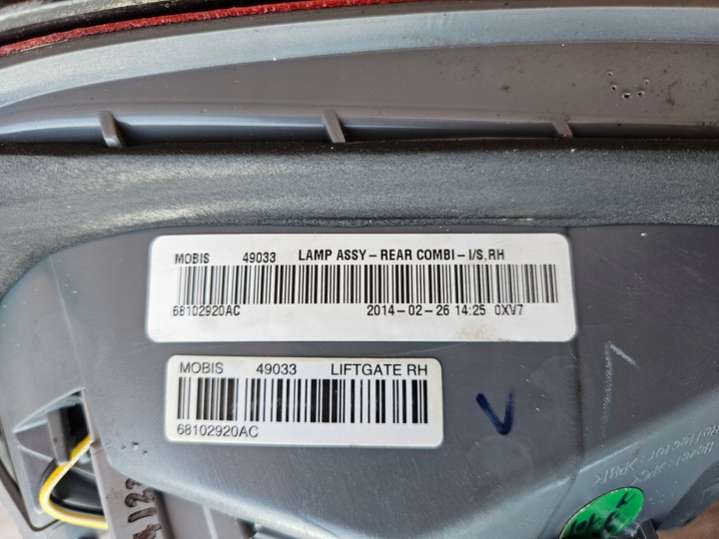 MOBIS 49033 LAMP ASSY-REAR COMBI-I/S,RH
68102920AC 2014-02-26 14:25 0XV7
MOBIS 49033 LIFTGATE RH
68102920AC
V